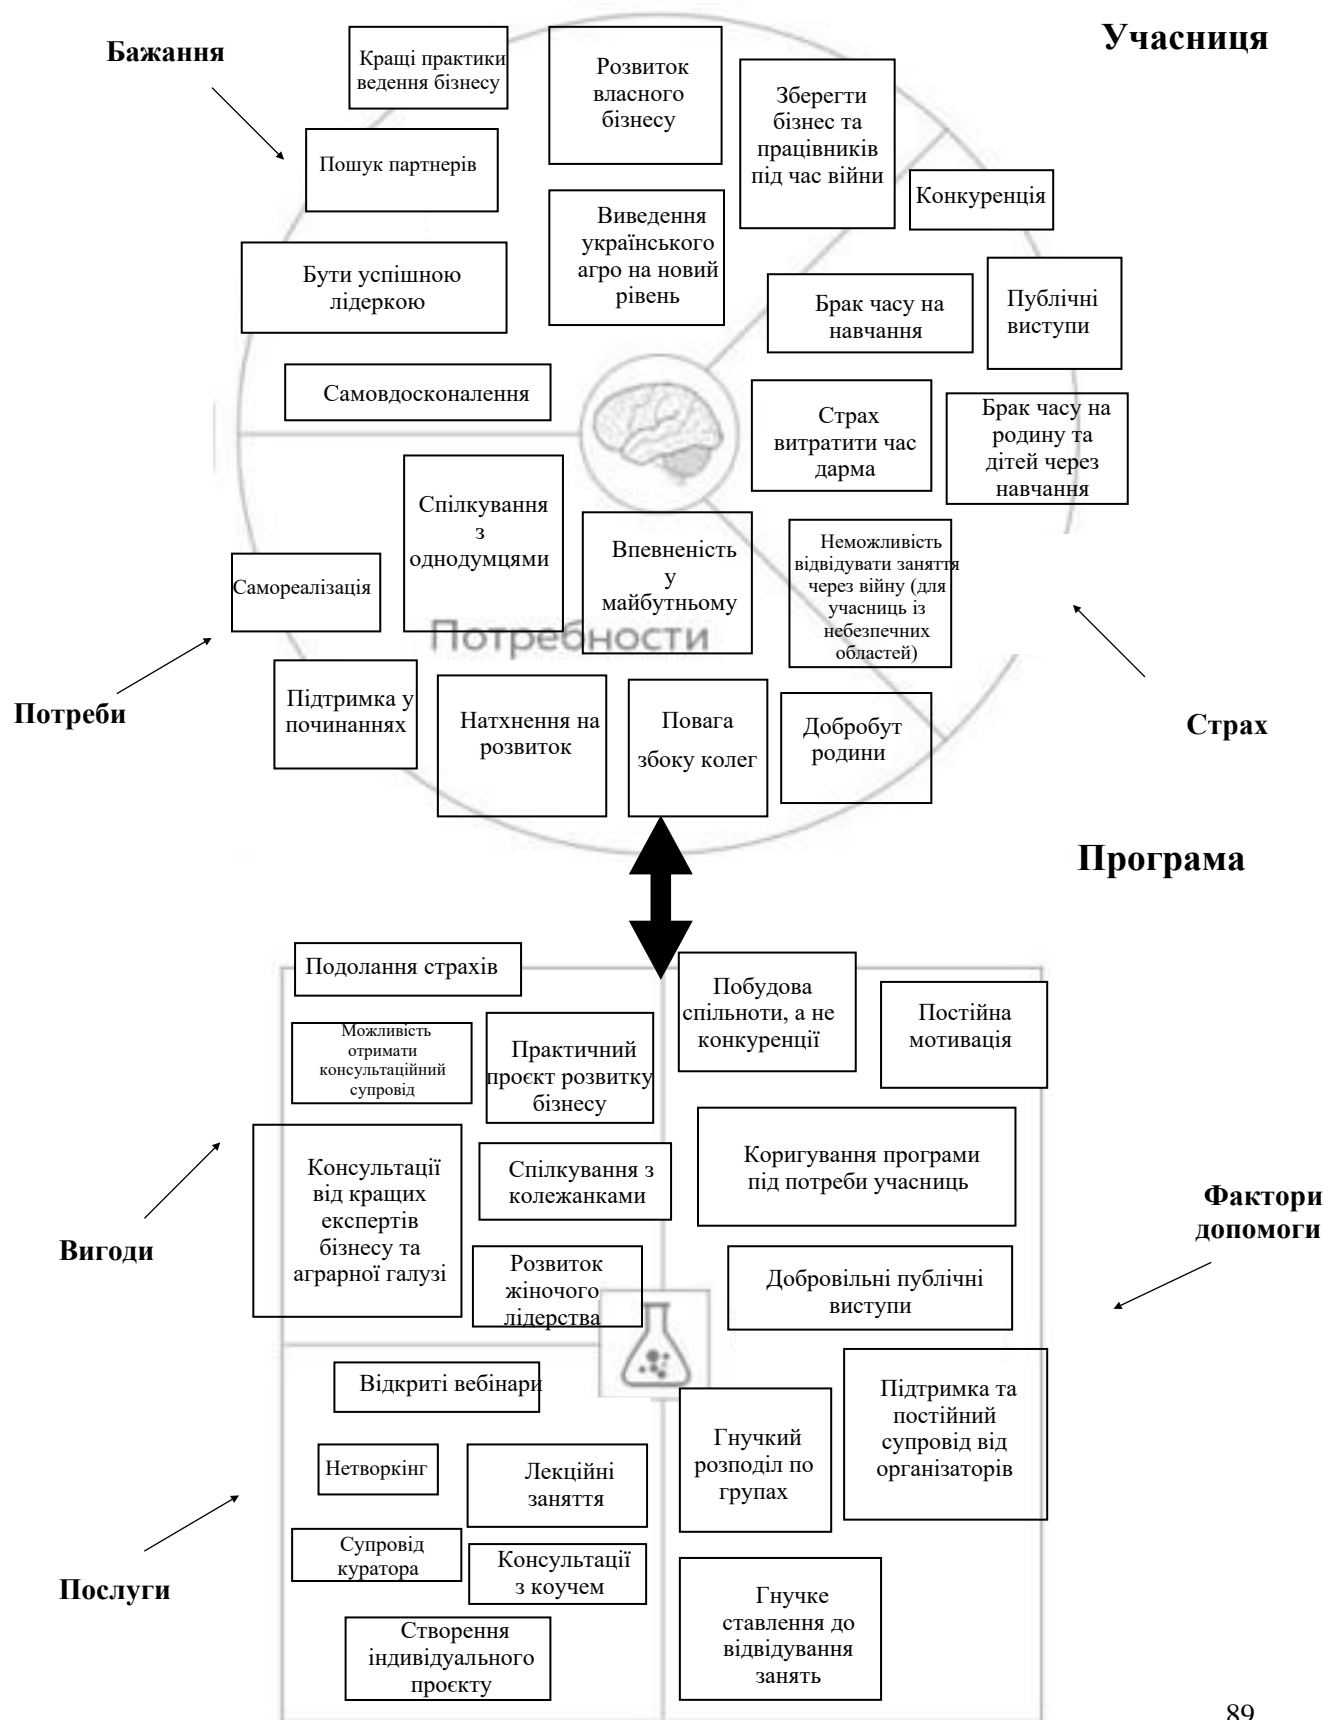 Учасниця
Бажання
Кращі практики
ведення бізнесу
Розвиток
власного
бізнесу
Зберегти
бізнес та
працівників
під час війни
Пошук партнерів
Конкуренція
Виведення
українського
агро на новий
рівень
Бути успішною
лідеркою
Публічні
виступи
Брак часу на
навчання
Самовдосконалення
Страх
витратити час
дарма
Брак часу на
родину та
дітей через
навчання
Спілкування
з
однодумцями
Впевненість
у
майбутньому
Неможливість
відвідувати заняття
через війну (для
учасниць із
небезпечних
областей)
Самореалізація
Потребности
Потреби
Підтримка у
починаннях
Натхнення на
розвиток
Повага
збоку колег
Добробут
родини
Страх
Програма
Подолання страхів
Побудова
спільноти, а не
конкуренції
Постійна
мотивація
Можливість
отримати
консультаційний
супровід
Практичний
проєкт розвитку
бізнесу
Консультації
від кращих
експертів
бізнесу та
аграрної галузі
Спілкування з
колежанками
Коригування програми
під потреби учасниць
Фактори
допомоги
Вигоди
Розвиток
жіночого
лідерства
Добровільні публічні
виступи
Відкриті вебінари
Підтримка та
постійний
супровід від
організаторів
Гнучкий
розподіл по
групах
Нетворкінг
Лекційні
заняття
Супровід
куратора
Консультації
з коучем
Послуги
Гнучке
ставлення до
відвідування
занять
Створення
індивідуального
проєкту
89